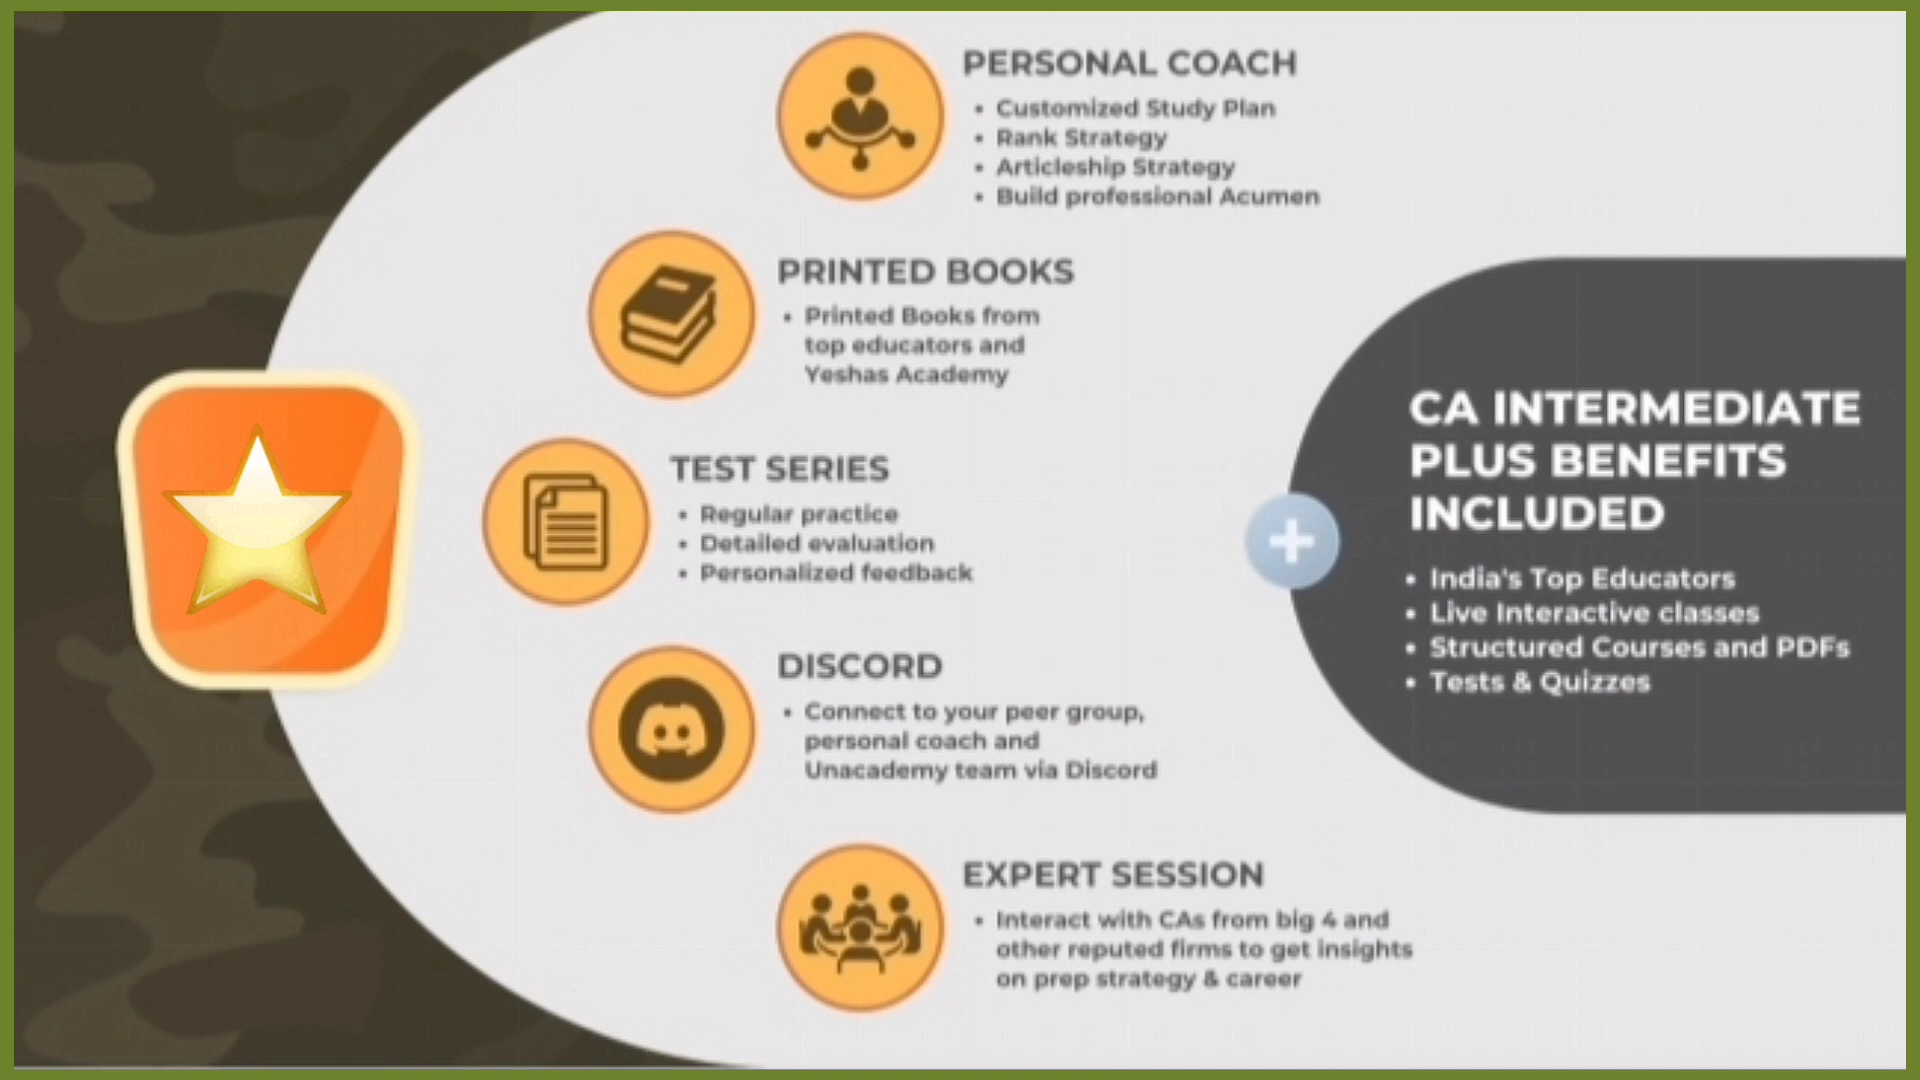 PERSONAL COACH
• Customized Study Plan
• Rank Strategy
• Articleship Strategy
• Build professional Acumen
PRINTED BOOKS
• Printed Books from
top educators and
Yeshas Academy
TEST SERIES
• Regular practice
• Detailed evaluation
• Personalized feedback
DISCORD
• Connect to your peer group,
personal coach and
Unacademy team via Discord
EXPERT SESSION
• Interact with CAs from big 4 and
other reputed firms to get insights
on prep strategy & career
+
CA INTERMEDIATE
PLUS BENEFITS
INCLUDED
• India's Top Educators
• Live Interactive classes
• Structured Courses and PDFs
• Tests & Quizzes